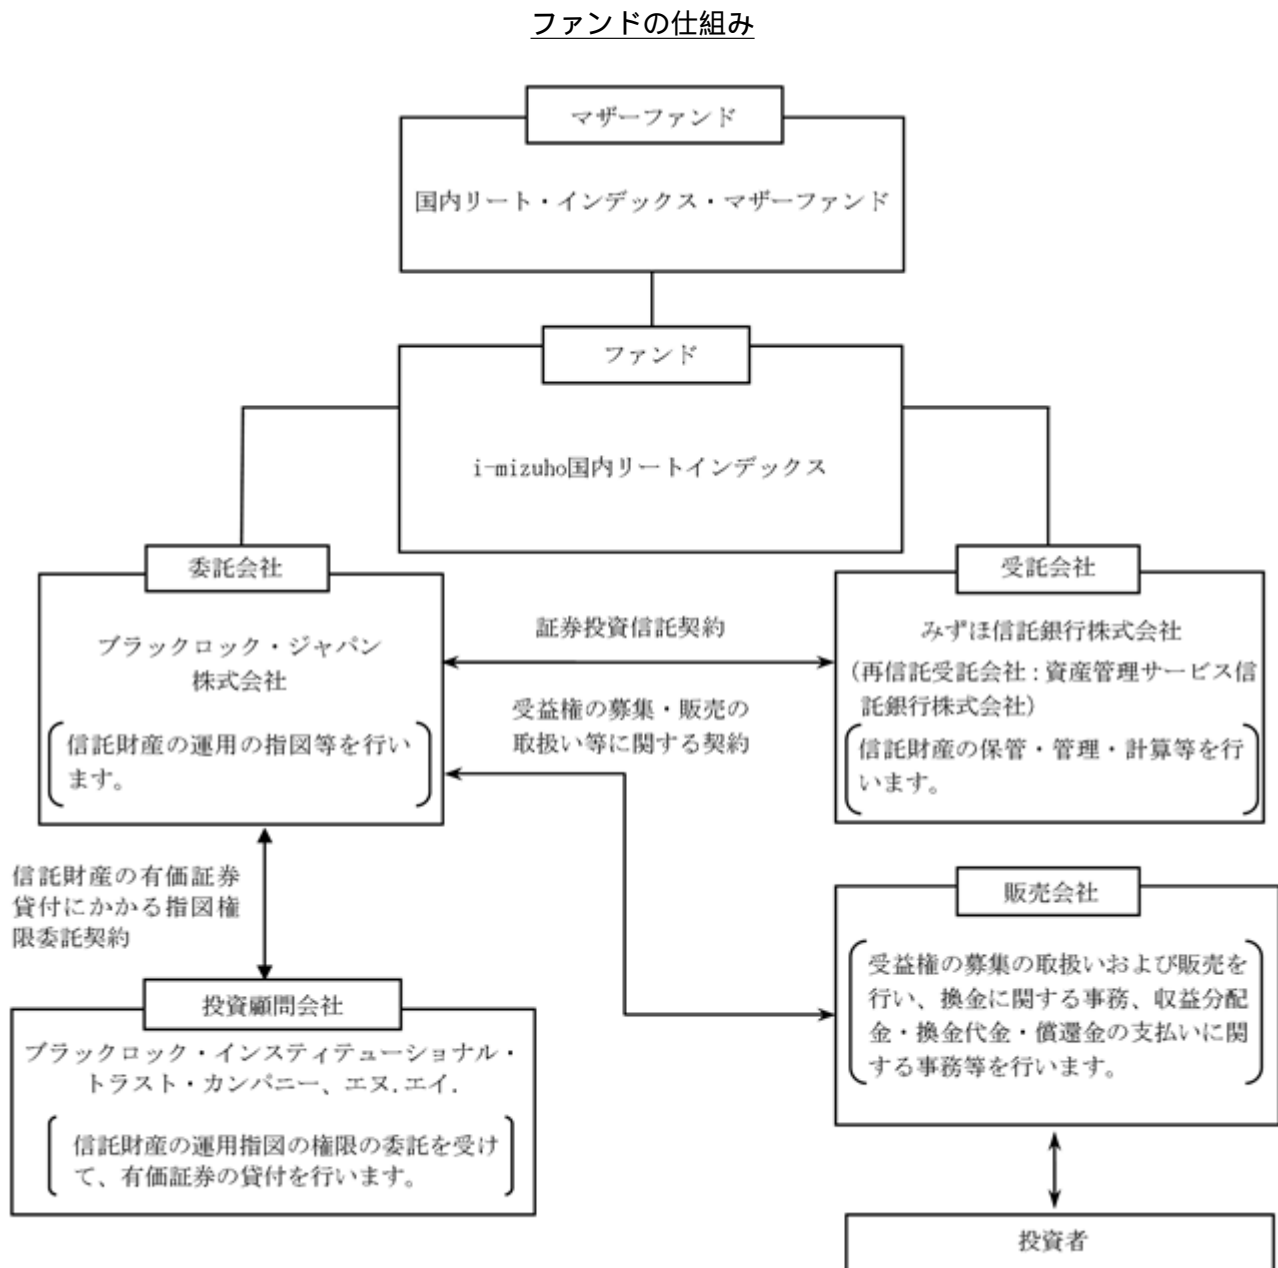 ファンドの仕組み
マザーファンド
国内リート・インデックス・マザーファンド
ファンド
i-mizuho国内リートインデックス
委託会社
ブラックロック・ジャパン
株式会社
信託財産の運用の指図等を行い
ます。
証券投資信託契約
受益権の募集・販売の
取扱い等に関する契約
受託会社
みずほ信託銀行株式会社
(再信託受託会社:資産管理サービス信
託銀行株式会社)
信託財産の保管・管理・計算等を行
います。
信託財産の有価証券
貸付にかかる指図権
限委託契約
販売会社
受益権の募集の取扱いおよび販売を
行い、換金に関する事務、収益分配
金・換金代金・償還金の支払いに関
する事務等を行います。
投資顧問会社
ブラックロック・インスティテューショナル・
トラスト・カンパニー、エヌ.エイ.
信託財産の運用指図の権限の委託を受け
て、有価証券の貸付を行います。
投資者